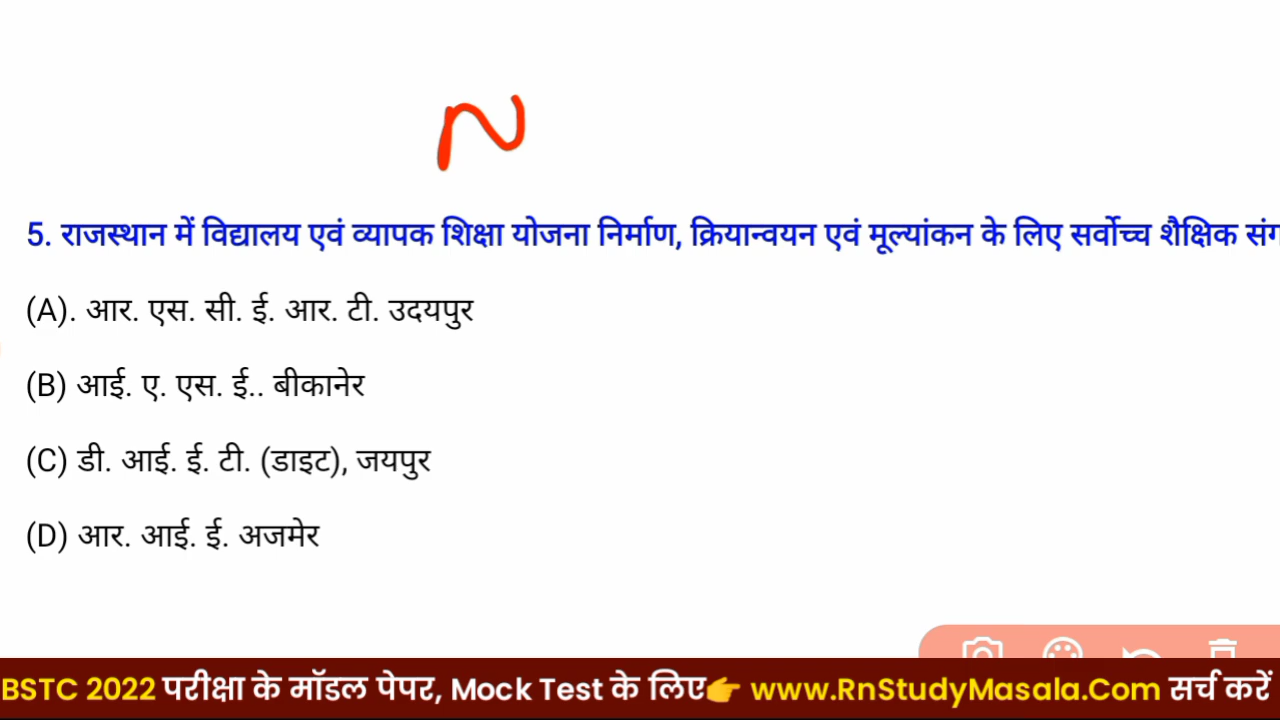 N
5. राजस्थान में विद्यालय एवं व्यापक शिक्षा योजना निर्माण, क्रियान्वयन एवं मूल्यांकन के लिए सर्वोच्च शैक्षिक
(A). आर. एस. सी. ई. आर. टी. उदयपुर
(B) आई. ए. एस. ई.. बीकानेर
(C) डी. आई. ई. टी. (डाइट), जयपुर
(D) आर. आई. ई. अजमेर
BSTC 2022 परीक्षा के मॉडल पेपर, Mock Test के लिए👉 www.RnStudyMasala.Com सर्च करें